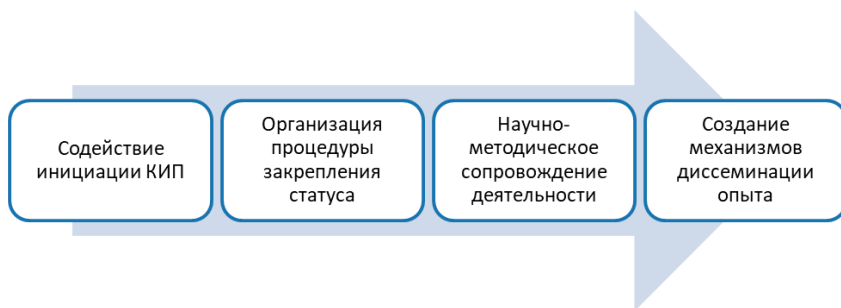 Содействие
инициации КИП
Организация
процедуры
закрепления
статуса
Научно-
методическое
сопровождение
деятельности
Создание
механизмов
диссеминации
опыта